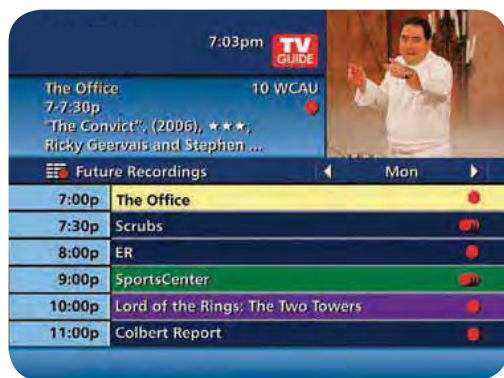 7:03pm
TV
GUIDE
The Office 10 WCAU
7-7:30p
"The Convict", (2006), ★★★,
Ricky Geervais and Stephen ...
Future Recordings Mon
7:00p The Office
7:30p Scrubs
8:00p ER
9:00p SportsCenter
10:00p Lord of the Rings: The Two Towers
11:00p Colbert Report